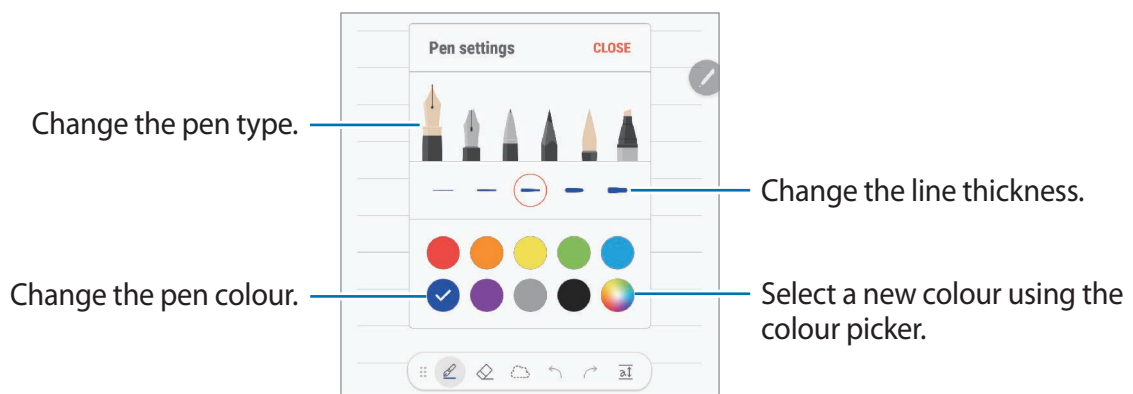 Pen settings
CLOSE
Change the pen type.
Change the line thickness.
Change the pen colour.
Select a new colour using the
colour picker.
a